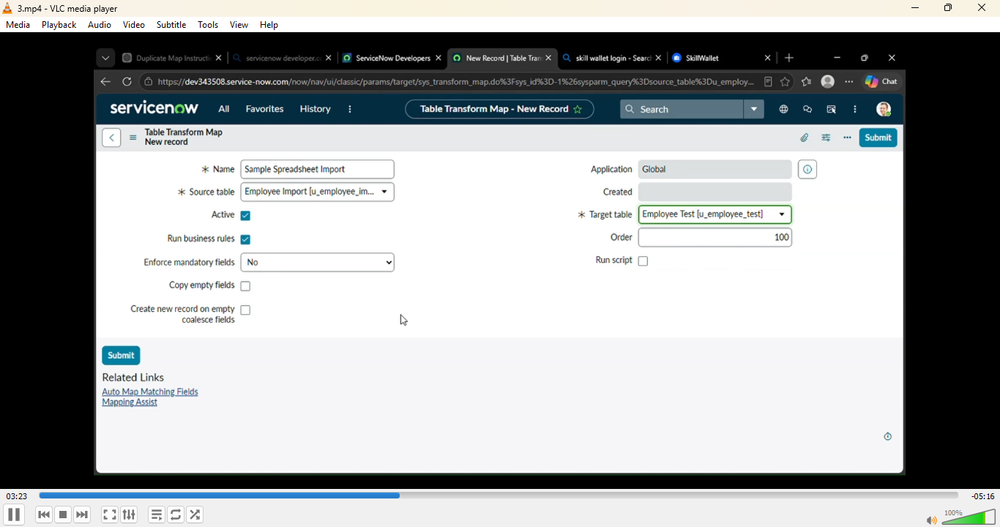 3.mp4 - VLC media player
Media Playback Audio Video Subtitle Tools View Help
Duplicate Map Instructi servicenow developer.c ServiceNow Developers New Record | Table Tran skill wallet login - Searc SkillWallet
https://dev343508.service-now.com/now/nav/ui/classic/params/target/sys_transform_map.do%3Fsys_id%3D-1%26sysparm_query%3Dsource_table%3Du_employ... Chat
servicenow All Favorites History Table Transform Map - New Record Search
Table Transform Map
New record
Submit
Name Sample Spreadsheet Import Application Global
Source table Employee Import [u_employee_im... Created
Active Target table Employee Test [u_employee_test]
Run business rules Order 100
Enforce mandatory fields No Run script
Copy empty fields
Create new record on empty
coalesce fields
Submit
Related Links
Auto Map Matching Fields
Mapping Assist
03:23 -05:16
100%